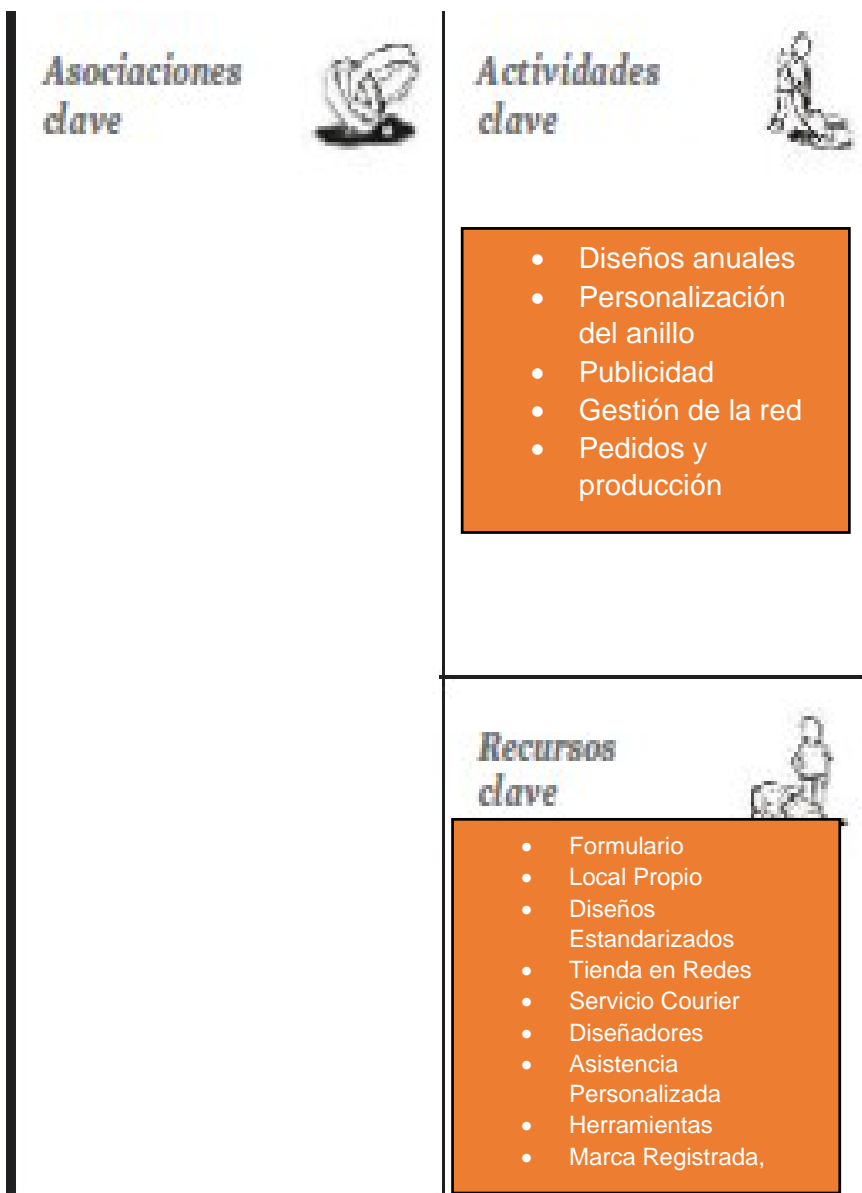 Asociaciones
clave
Actividades
clave
• Diseños anuales
• Personalización
del anillo
• Publicidad
• Gestión de la red
• Pedidos y
producción
Recursos
clave
• Formulario
• Local Propio
• Diseños
Estandarizados
• Tienda en Redes
• Servicio Courier
• Diseñadores
• Asistencia
Personalizada
• Herramientas
• Marca Registrada,